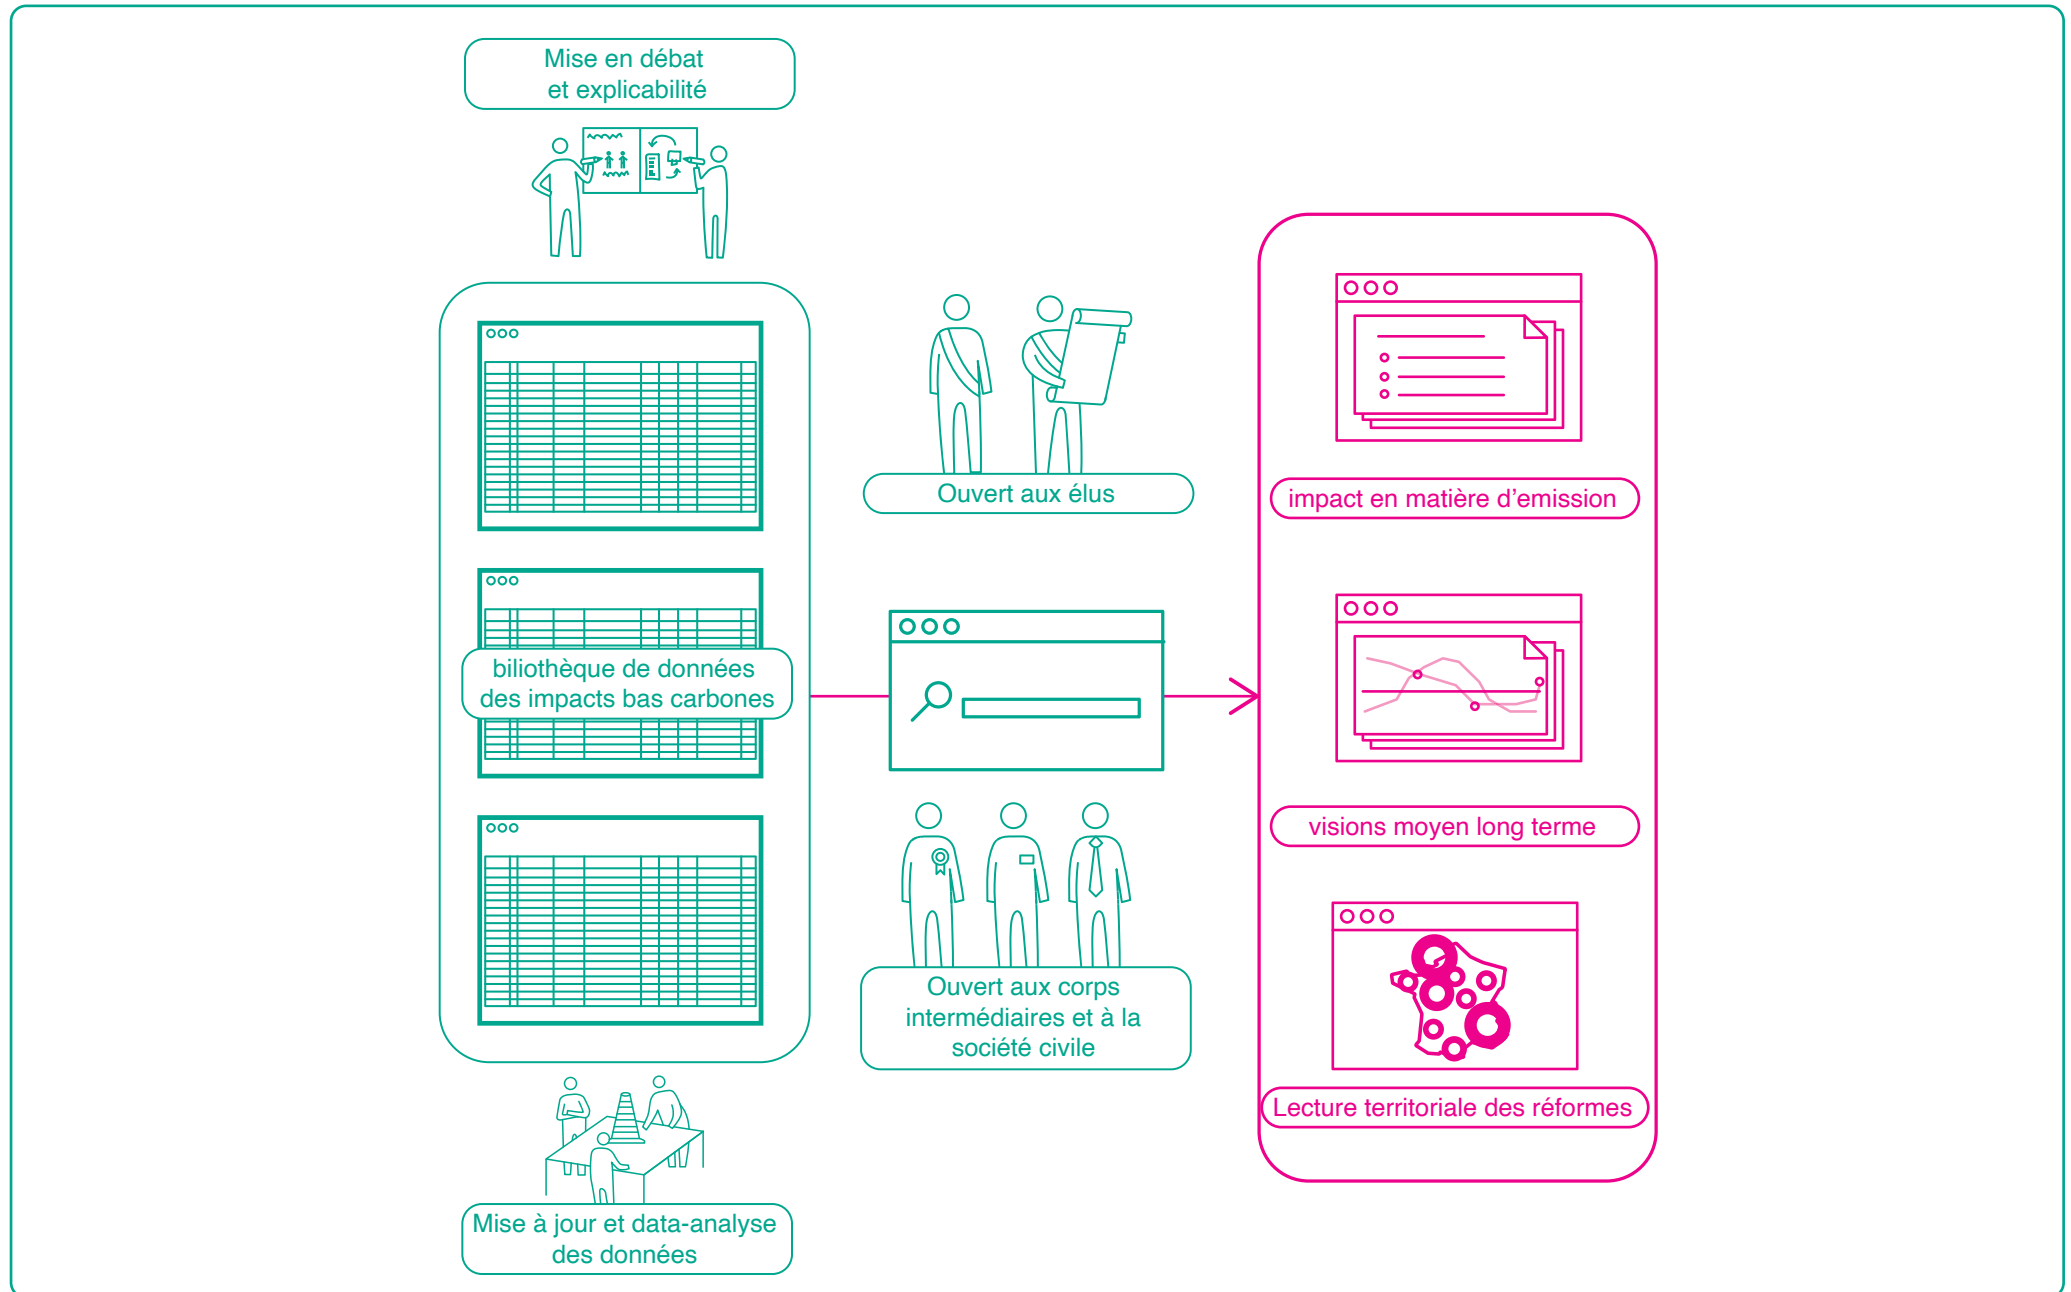 Mise en débat
et explicabilité
biliothèque de données
des impacts bas carbones
Mise à jour et data-analyse
des données
Ouvert aux élus
Ouvert aux corps
intermédiaires et à la
société civile
impact en matière d’emission
visions moyen long terme
Lecture territoriale des réformes